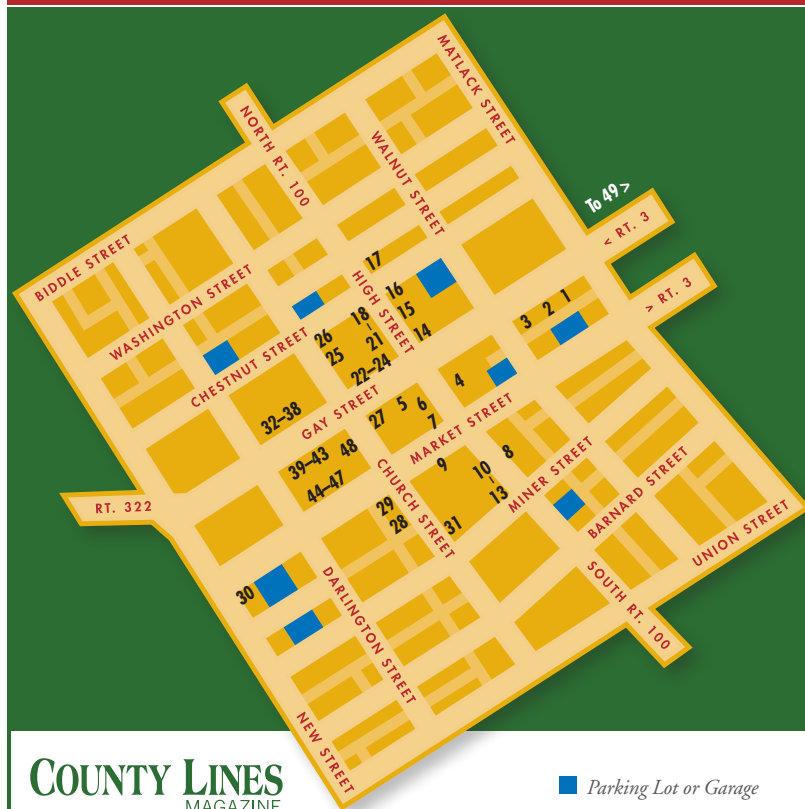 MATLACK STREET
NORTH RT. 100
WALNUT STREET
To 49 >
< RT. 3
> RT. 3
BIDDLE STREET
WASHINGTON STREET
17
HIGH STREET
16
15
14
18
-
21
26
25
22–24
3 2 1
CHESTNUT STREET
32–38
GAY STREET
27 5 6
7
4
MARKET STREET
39–43 48
44–47
CHURCH STREET
9
10
-
13
8
MINER STREET
29
28
31
BARNARD STREET
UNION STREET
RT. 322
30
DARLINGTON STREET
SOUTH RT. 100
NEW STREET
COUNTY LINES
MAGAZINE
Parking Lot or Garage